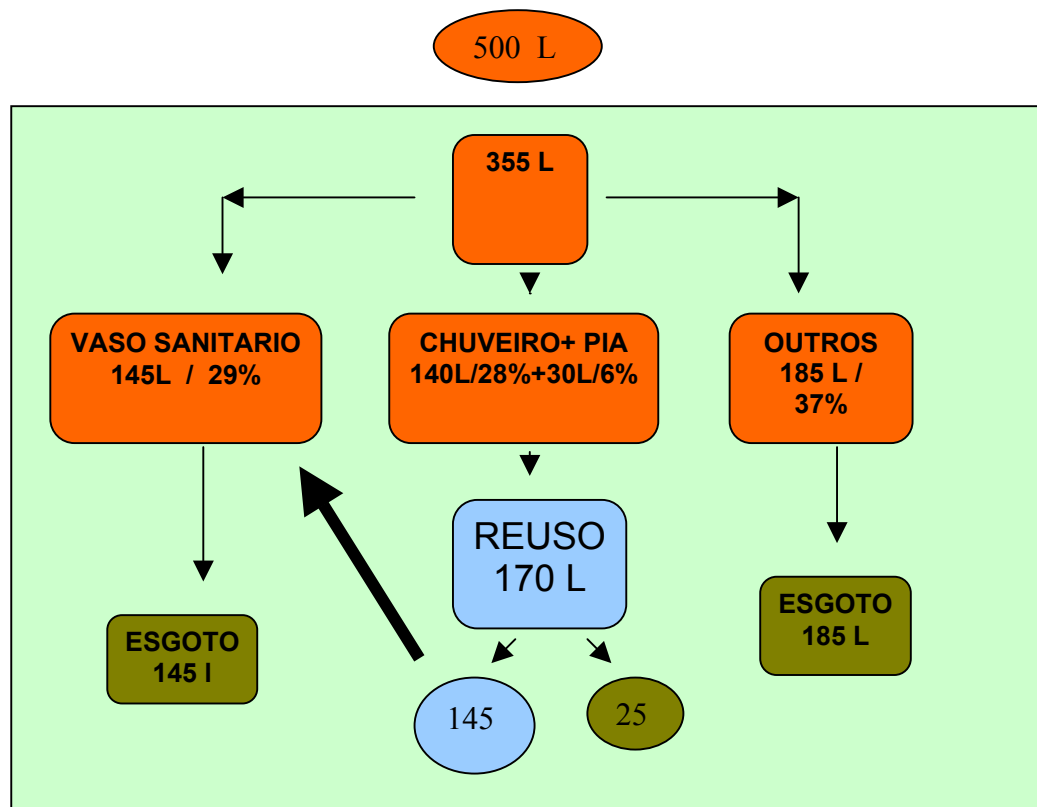 500 L
355 L
VASO SANITARIO
145L / 29%
CHUVEIRO+ PIA
140L/28%+30L/6%
OUTROS
185 L /
37%
REUSO
170 L
ESGOTO
145 l
ESGOTO
185 L
145
25